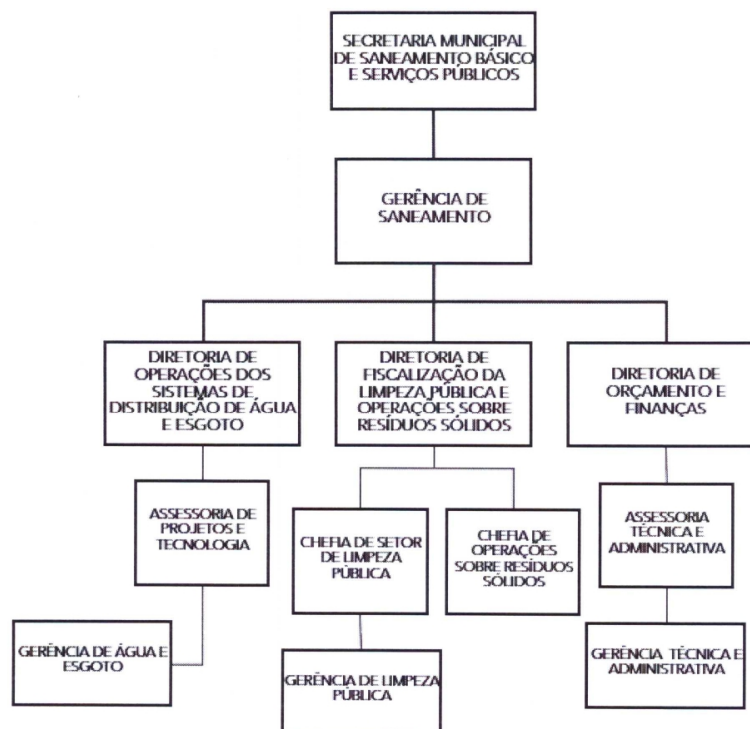 SECRETARIA MUNICIPAL
DE SANEAMENTO BÁSICO
E SERVIÇOS PÚBLICOS
GERÊNCIA DE
SANEAMENTO
DIRETORIA DE
OPERAÇÕES DOS
SISTEMAS DE
DISTRIBUIÇÃO DE ÁGUA
E ESGOTO
DIRETORIA DE
FISCALIZAÇÃO DA
LIMPEZA PÚBLICA E
OPERAÇÕES SOBRE
RESÍDUOS SÓLIDOS
DIRETORIA DE
ORÇAMENTO E
FINANÇAS
ASSESSORIA DE
PROJETOS E
TECNOLOGIA
CHEFIA DE SETOR
DE LIMPEZA
PÚBLICA
CHEFIA DE
OPERAÇÕES
SOBRE RESÍDUOS
SÓLIDOS
ASSESSORIA
TÉCNICA E
ADMINISTRATIVA
GERÊNCIA DE ÁGUA E
ESGOTO
GERÊNCIA DE LIMPEZA
PÚBLICA
GERÊNCIA TÉCNICA E
ADMINISTRATIVA